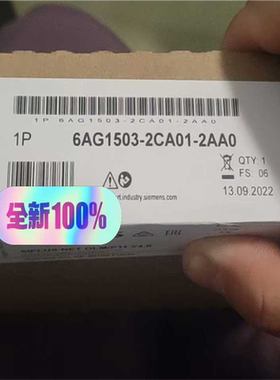 1P 6AG1503-2CA01-2AA0
1P 6AG1503-2CA01-2AA0
QTY: 1
FS: 06
13.09.2022
全新100%
industry.siemens.com